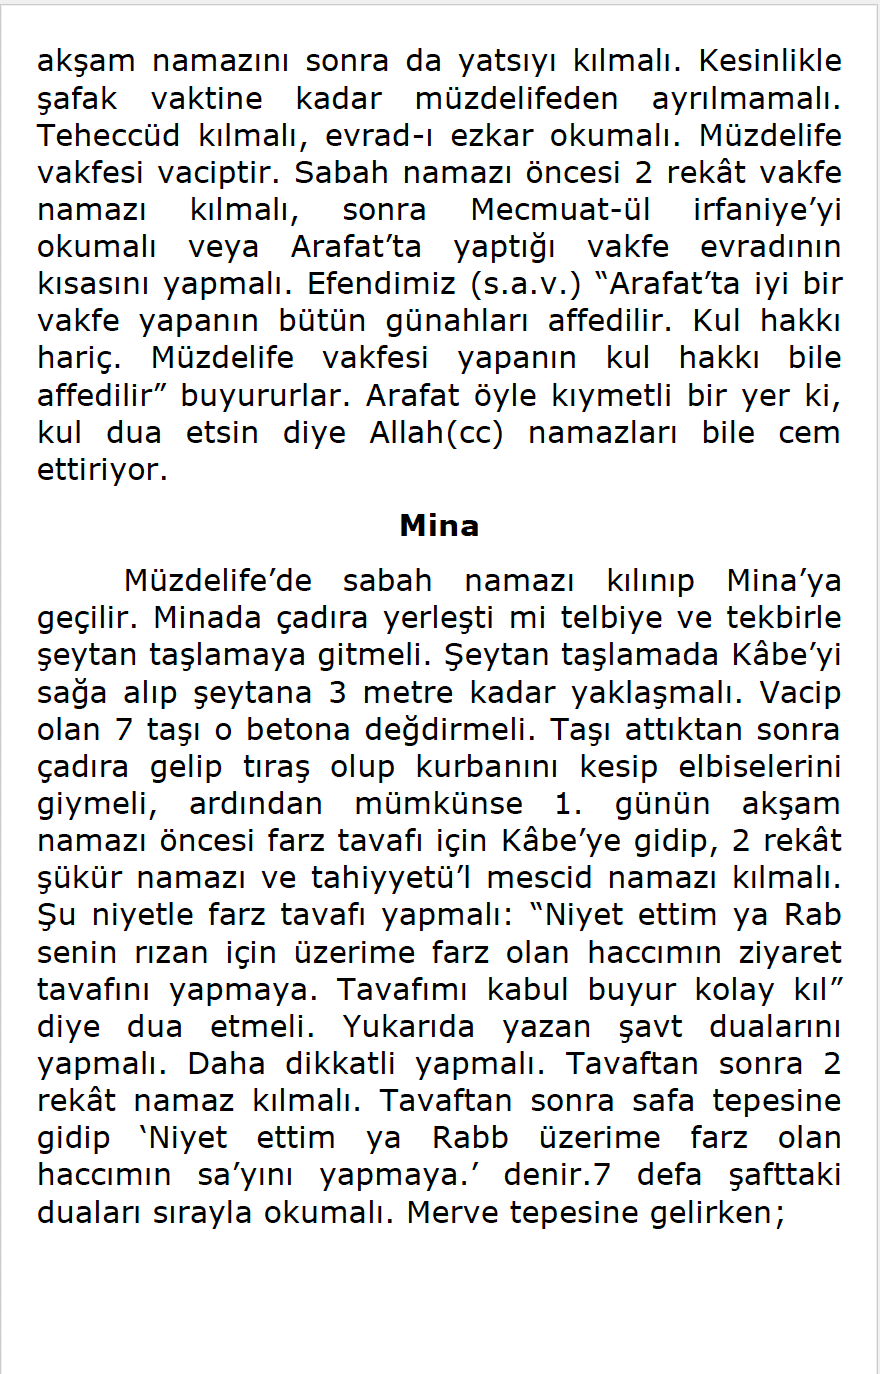 akşam namazını sonra da yatsıyı kılmalı. Kesinlikle
şafak vaktine kadar müzdelifeden ayrılmamalı.
Teheccüd kılmalı, evrad-ı ezkar okumalı. Müzdelife
vakfesi vaciptir. Sabah namazı öncesi 2 rekât vakfe
namazı kılmalı, sonra Mecmuat-ül irfaniye’yi
okumalı veya Arafat’ta yaptığı vakfe evradının
kısasını yapmalı. Efendimiz (s.a.v.) “Arafat’ta iyi bir
vakfe yapanın bütün günahları affedilir. Kul hakkı
hariç. Müzdelife vakfesi yapanın kul hakkı bile
affedilir” buyururlar. Arafat öyle kıymetli bir yer ki,
kul dua etsin diye Allah(cc) namazları bile cem
ettiriyor.
Mina
Müzdelife’de sabah namazı kılınıp Mina’ya
geçilir. Minada çadıra yerleşti mi telbiye ve tekbirle
şeytan taşlamaya gitmeli. Şeytan taşlamada Kâbe’yi
sağa alıp şeytana 3 metre kadar yaklaşmalı. Vacip
olan 7 taşı o betona değdirmeli. Taşı attıktan sonra
çadıra gelip tıraş olup kurbanını kesip elbiselerini
giymeli, ardından mümkünse 1. günün akşam
namazı öncesi farz tavafı için Kâbe’ye gidip, 2 rekât
şükür namazı ve tahiyyetü’l mescid namazı kılmalı.
Şu niyetle farz tavafı yapmalı: “Niyet ettim ya Rab
senin rızan için üzerime farz olan haccımın ziyaret
tavafını yapmaya. Tavafımı kabul buyur kolay kıl”
diye dua etmeli. Yukarıda yazan şavt dualarını
yapmalı. Daha dikkatli yapmalı. Tavaftan sonra 2
rekât namaz kılmalı. Tavaftan sonra safa tepesine
gidip ‘Niyet ettim ya Rabb üzerime farz olan
haccımın sa’yını yapmaya.’ denir.7 defa şafttaki
duaları sırayla okumalı. Merve tepesine gelirken;